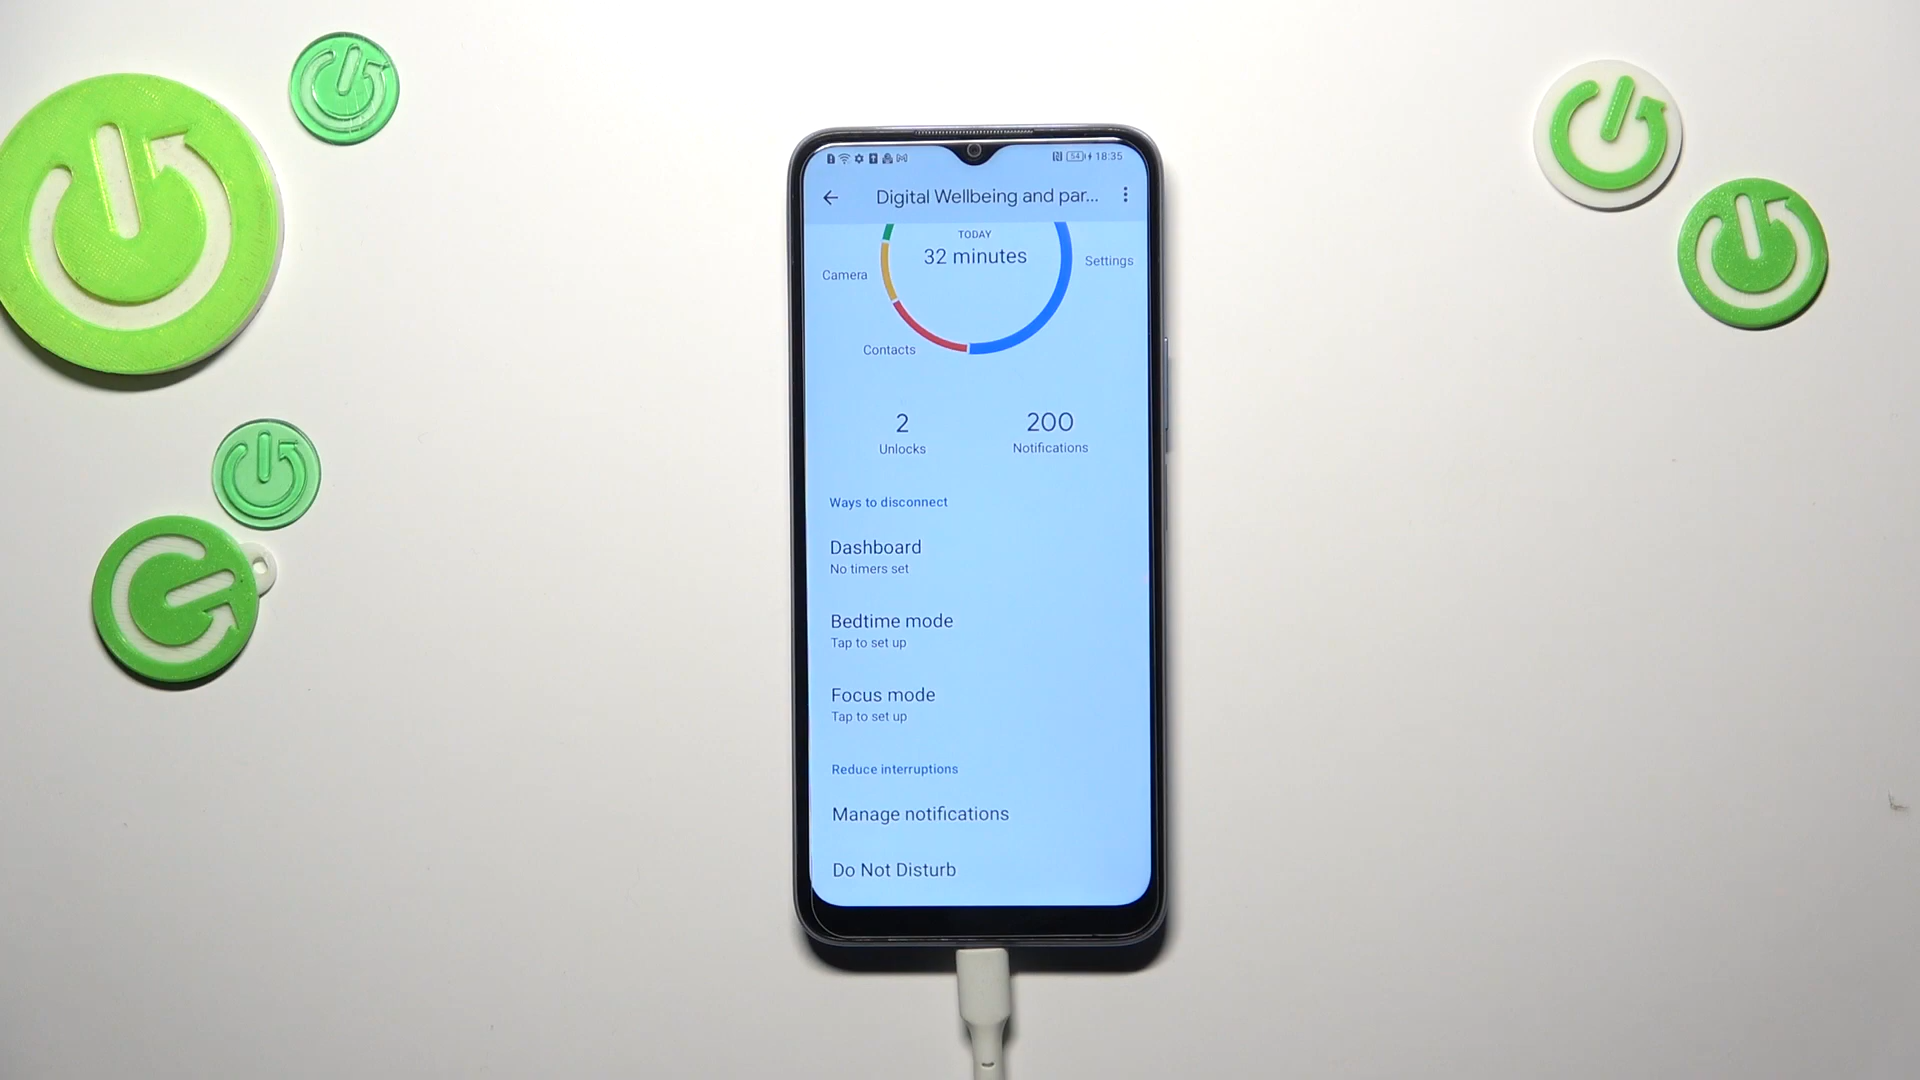 54 18:35
Digital Wellbeing and par...
TODAY
32 minutes
Settings
Camera
Contacts
2
200
Unlocks
Notifications
Ways to disconnect
Dashboard
No timers set
Bedtime mode
Tap to set up
Focus mode
Tap to set up
Reduce interruptions
Manage notifications
Do Not Disturb